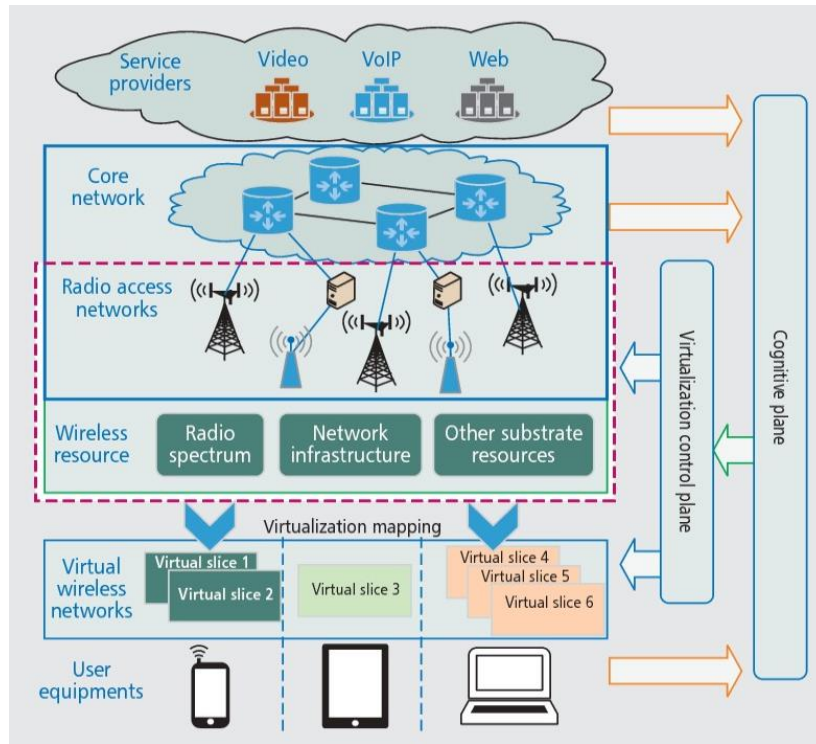 Service
providers
Video
VoIP
Web
Core
network
Radio access
networks
Wireless
resource
Radio
spectrum
Network
infrastructure
Other substrate
resources
Virtualization mapping
Virtual
wireless
networks
Virtual slice 1
Virtual slice 2
Virtual slice 3
Virtual slice 4
Virtual slice 5
Virtual slice 6
User
equipments
Virtualization control plane
Cognitive plane